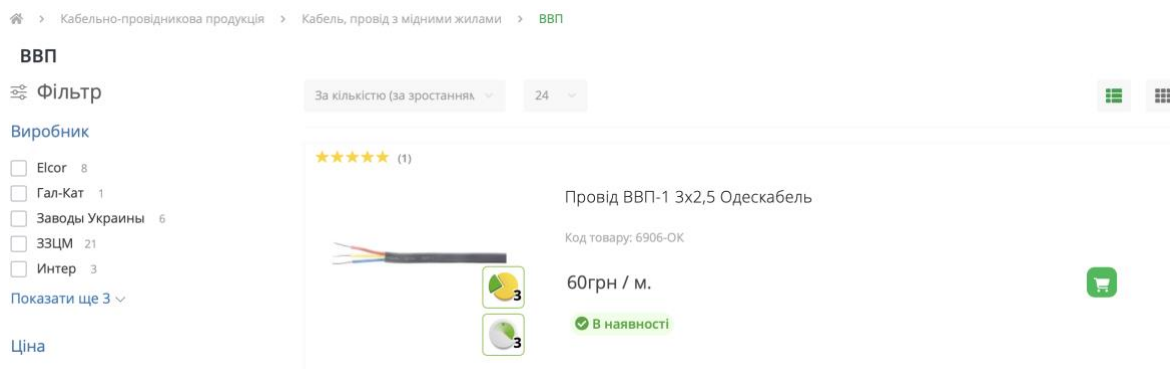 Кабельно-провідникова продукція > Кабель, провід з мідними жилами > ВВП
ВВП
Фільтр
За кількістю (за зростанням
24
Виробник
Elcor 8
Гал-Кат 1
Заводы Украины 6
ЗЗЦМ 21
Интер 3
Показати ще 3
Ціна
(1)
Провід ВВП-1 3х2,5 Одескабель
Код товару: 6906-ОК
60грн / м.
В наявності
3
3